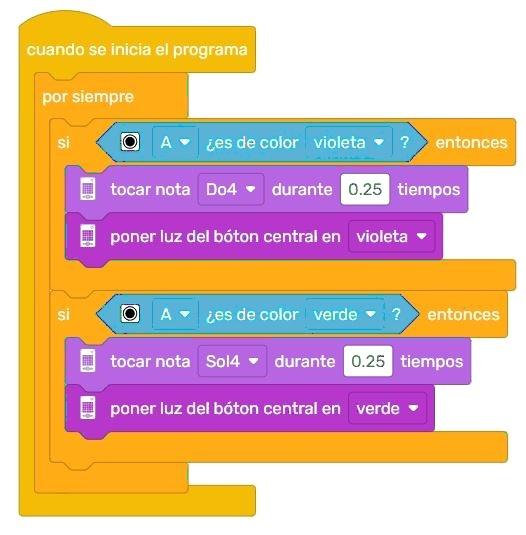 cuando se inicia el programa
por siempre
si A ¿es de color violeta ? entonces
tocar nota Do4 durante 0.25 tiempos
poner luz del bóton central en violeta
si A ¿es de color verde ? entonces
tocar nota Sol4 durante 0.25 tiempos
poner luz del bóton central en verde